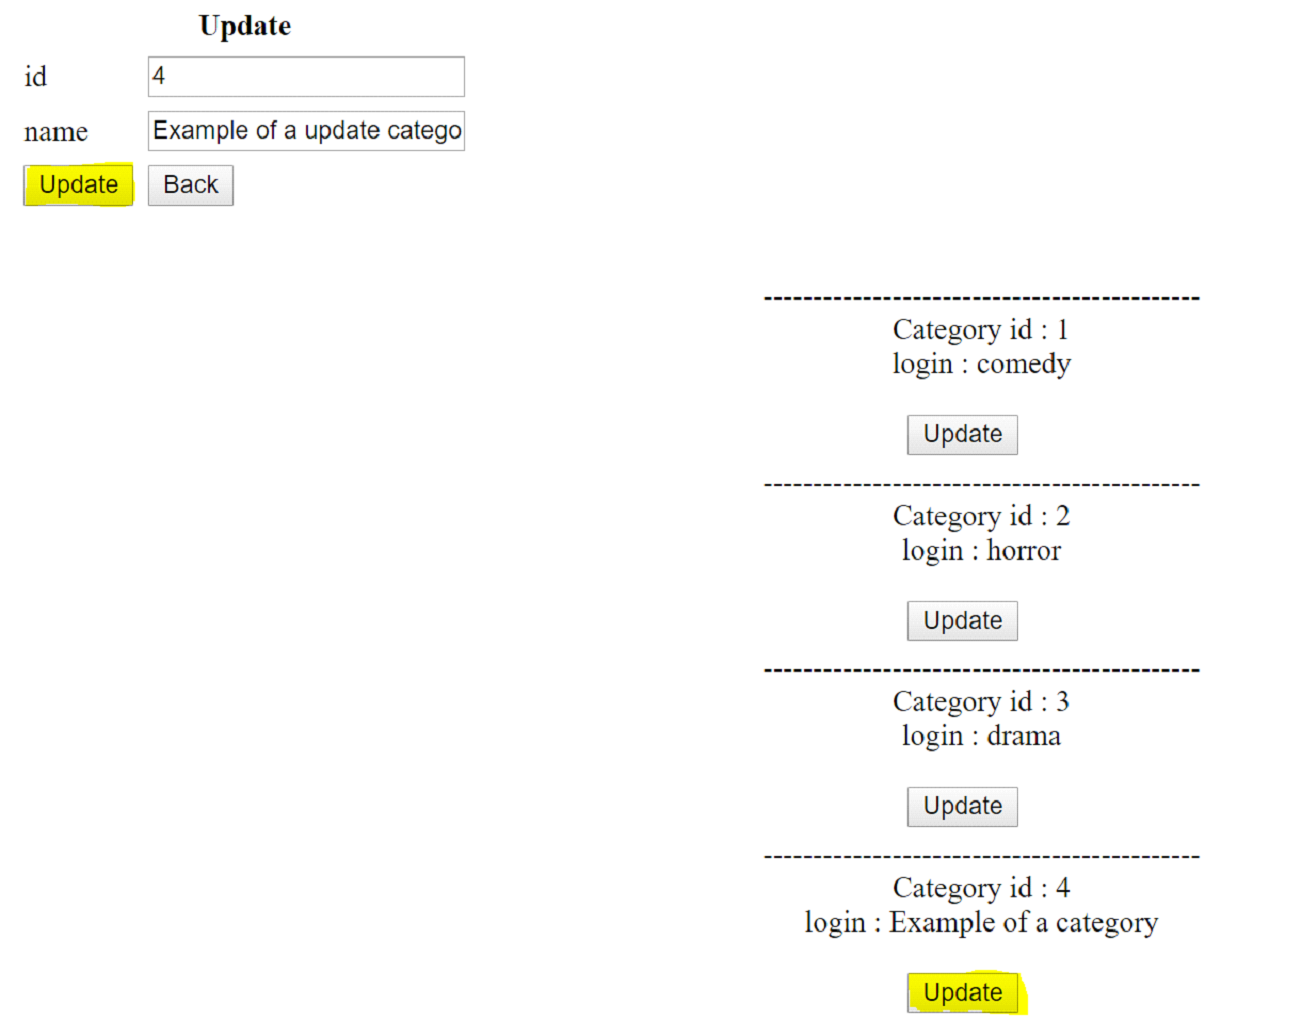 Update
id 4
name Example of a update catego
Update Back
--------------------------------------------
Category id : 1
login : comedy
Update
--------------------------------------------
Category id : 2
login : horror
Update
--------------------------------------------
Category id : 3
login : drama
Update
--------------------------------------------
Category id : 4
login : Example of a category
Update